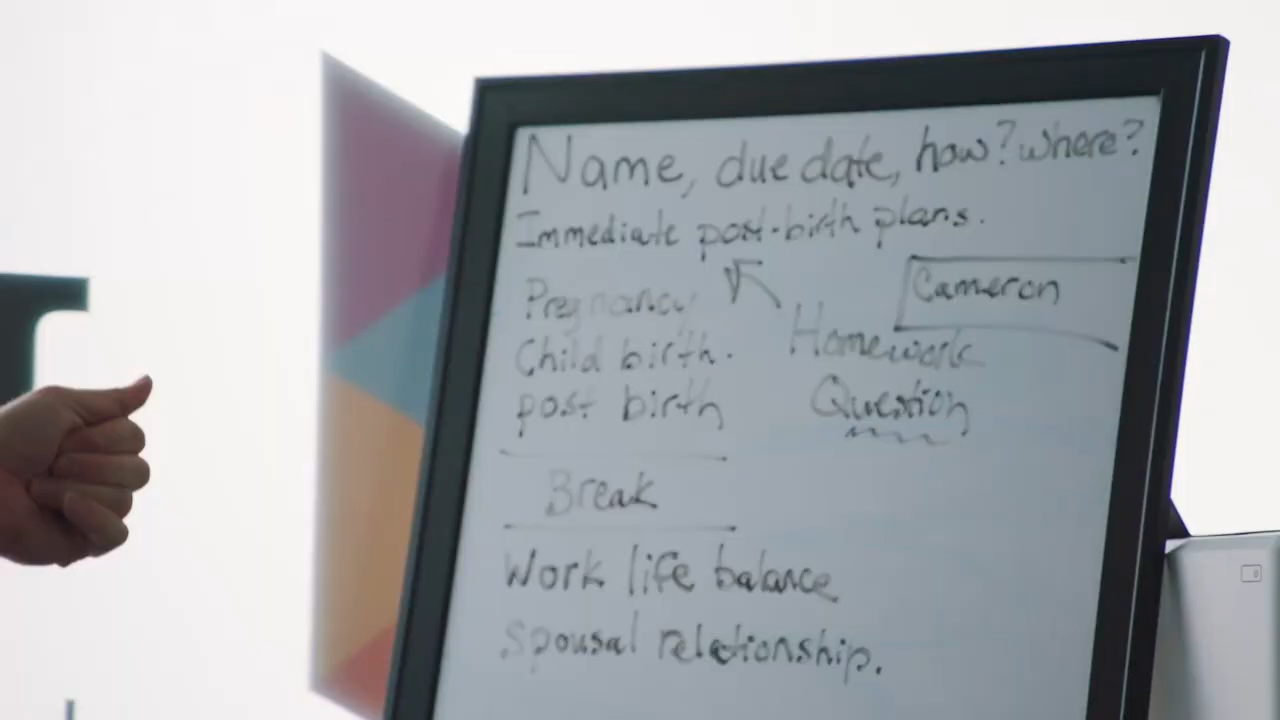 Name, due date, how? where?
Immediate post-birth plans.
Cameron
Pregnancy
Homework
Child birth.
Question
post birth
Break
Work life balance
Spousal relationship.